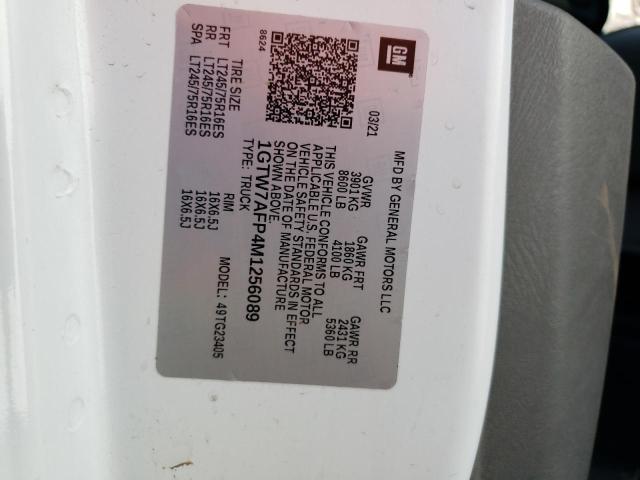 GM
MFD BY GENERAL MOTORS LLC
03/21
GVWR GAWR FRT GAWR RR
3901 KG 1860 KG 2431 KG
8600 LB 4100 LB 5360 LB
THIS VEHICLE CONFORMS TO ALL
APPLICABLE U.S. FEDERAL MOTOR
VEHICLE SAFETY STANDARDS IN EFFECT
ON THE DATE OF MANUFACTURE
SHOWN ABOVE.
1GTW7AFP4M1256089
TYPE: TRUCK
8624
MODEL: 49TG23405
TIRE SIZE RIM
FRT LT245/75R16ES 16X6.5J
RR LT245/75R16ES 16X6.5J
SPA LT245/75R16ES 16X6.5J